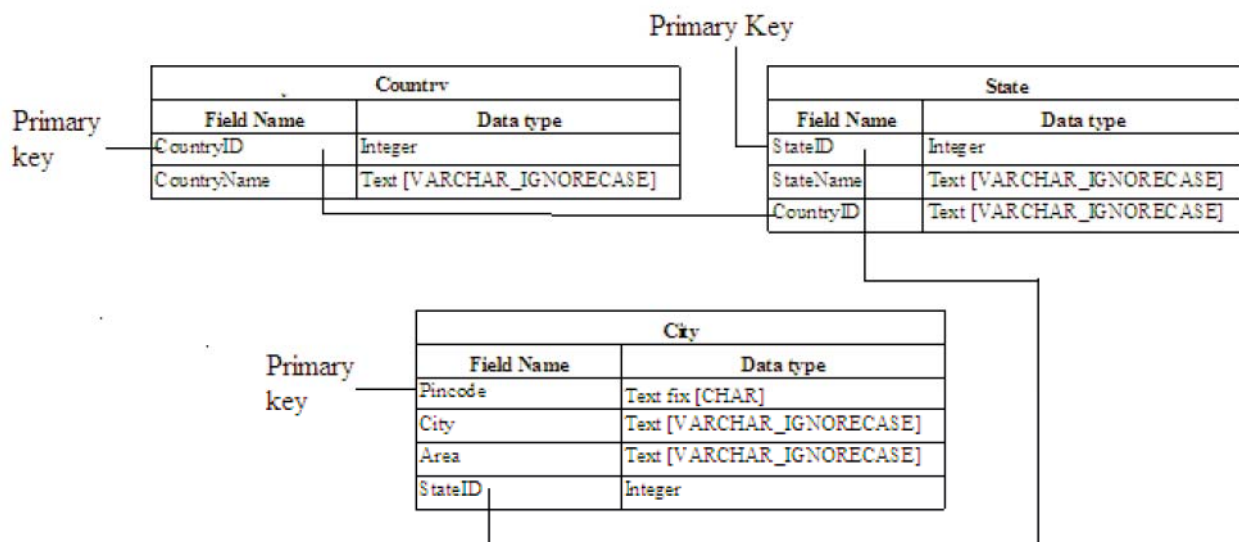 Primary Key
Country
State
Primary
key
Field Name Data type
CountryID Integer
CountryName Text [VARCHAR_IGNORECASE]
Field Name Data type
StateID Integer
StateName Text [VARCHAR_IGNORECASE]
CountryID Text [VARCHAR_IGNORECASE]
City
Primary
key
Field Name Data type
Pincode Text fix [CHAR]
City Text [VARCHAR_IGNORECASE]
Area Text [VARCHAR_IGNORECASE]
StateID Integer